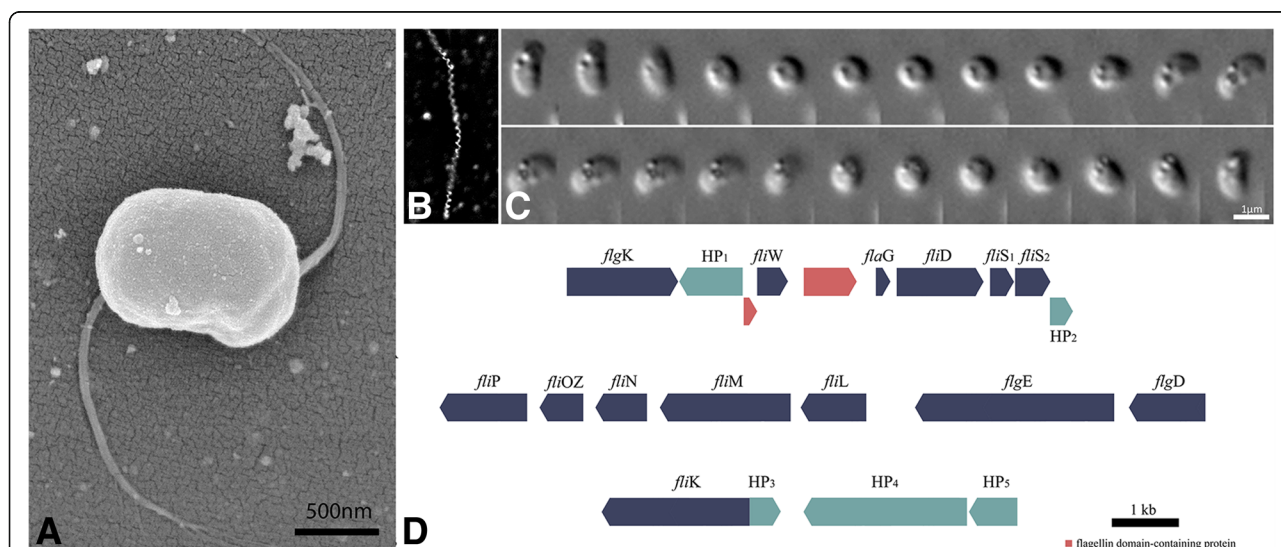 A
500nm
B
C
1μm
flgK HP1 fliW flaG fliD fliS1 fliS2
HP2
fliP fliOZ fliN fliM fliL flgE flgD
fliK HP3 HP4 HP5
D
1 kb
flagellin domain-containing protein